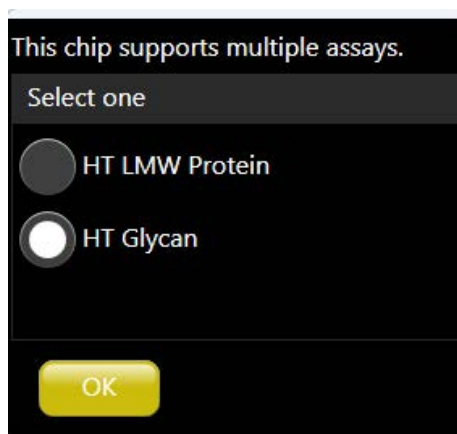 This chip supports multiple assays.
Select one
HT LMW Protein
HT Glycan
OK